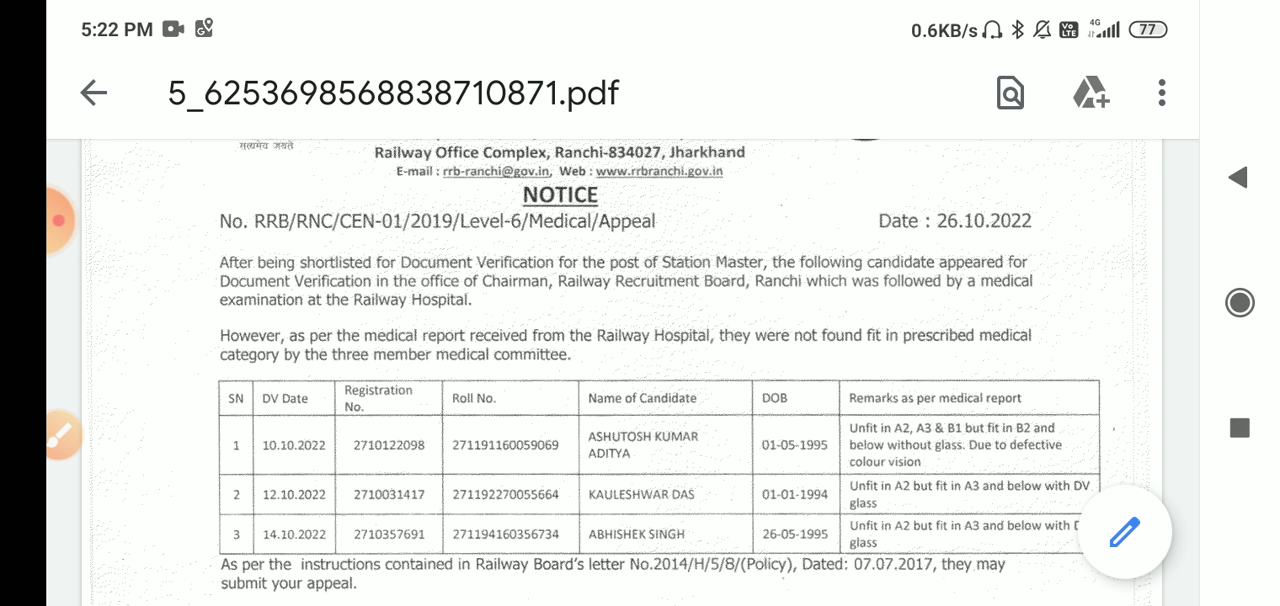 5:22 PM
0.6KB/s 4G Vo LTE 77
5_6253698568838710871.pdf
सत्यमेव जयते
Railway Office Complex, Ranchi-834027, Jharkhand
E-mail : rrb-ranchi@gov.in, Web : www.rrbranchi.gov.in
NOTICE
No. RRB/RNC/CEN-01/2019/Level-6/Medical/Appeal Date : 26.10.2022
After being shortlisted for Document Verification for the post of Station Master, the following candidate appeared for
Document Verification in the office of Chairman, Railway Recruitment Board, Ranchi which was followed by a medical
examination at the Railway Hospital.
However, as per the medical report received from the Railway Hospital, they were not found fit in prescribed medical
category by the three member medical committee.
SN DV Date Registration No. Roll No. Name of Candidate DOB Remarks as per medical report
1 10.10.2022 2710122098 271191160059069 ASHUTOSH KUMAR ADITYA 01-05-1995 Unfit in A2, A3 & B1 but fit in B2 and
below without glass. Due to defective
colour vision
2 12.10.2022 2710031417 271192270055664 KAULESHWAR DAS 01-01-1994 Unfit in A2 but fit in A3 and below with DV
glass
3 14.10.2022 2710357691 271194160356734 ABHISHEK SINGH 26-05-1995 Unfit in A2 but fit in A3 and below with
glass
As per the instructions contained in Railway Board's letter No.2014/H/5/8/(Policy), Dated: 07.07.2017, they may
submit your appeal.